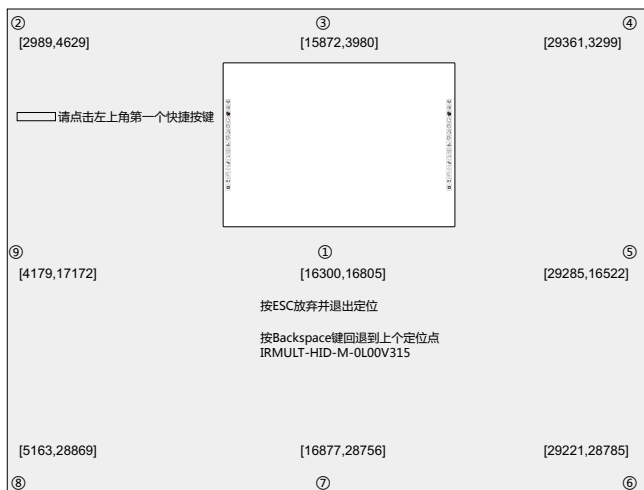 ② ③ ④
[2989,4629] [15872,3980] [29361,3299]
请点击左上角第一个快捷按键
⑨ ① ⑤
[4179,17172] [16300,16805] [29285,16522]
按ESC放弃并退出定位
按Backspace键回退到上个定位点
IRMULT-HID-M-0L00V315
[5163,28869] [16877,28756] [29221,28785]
⑧ ⑦ ⑥